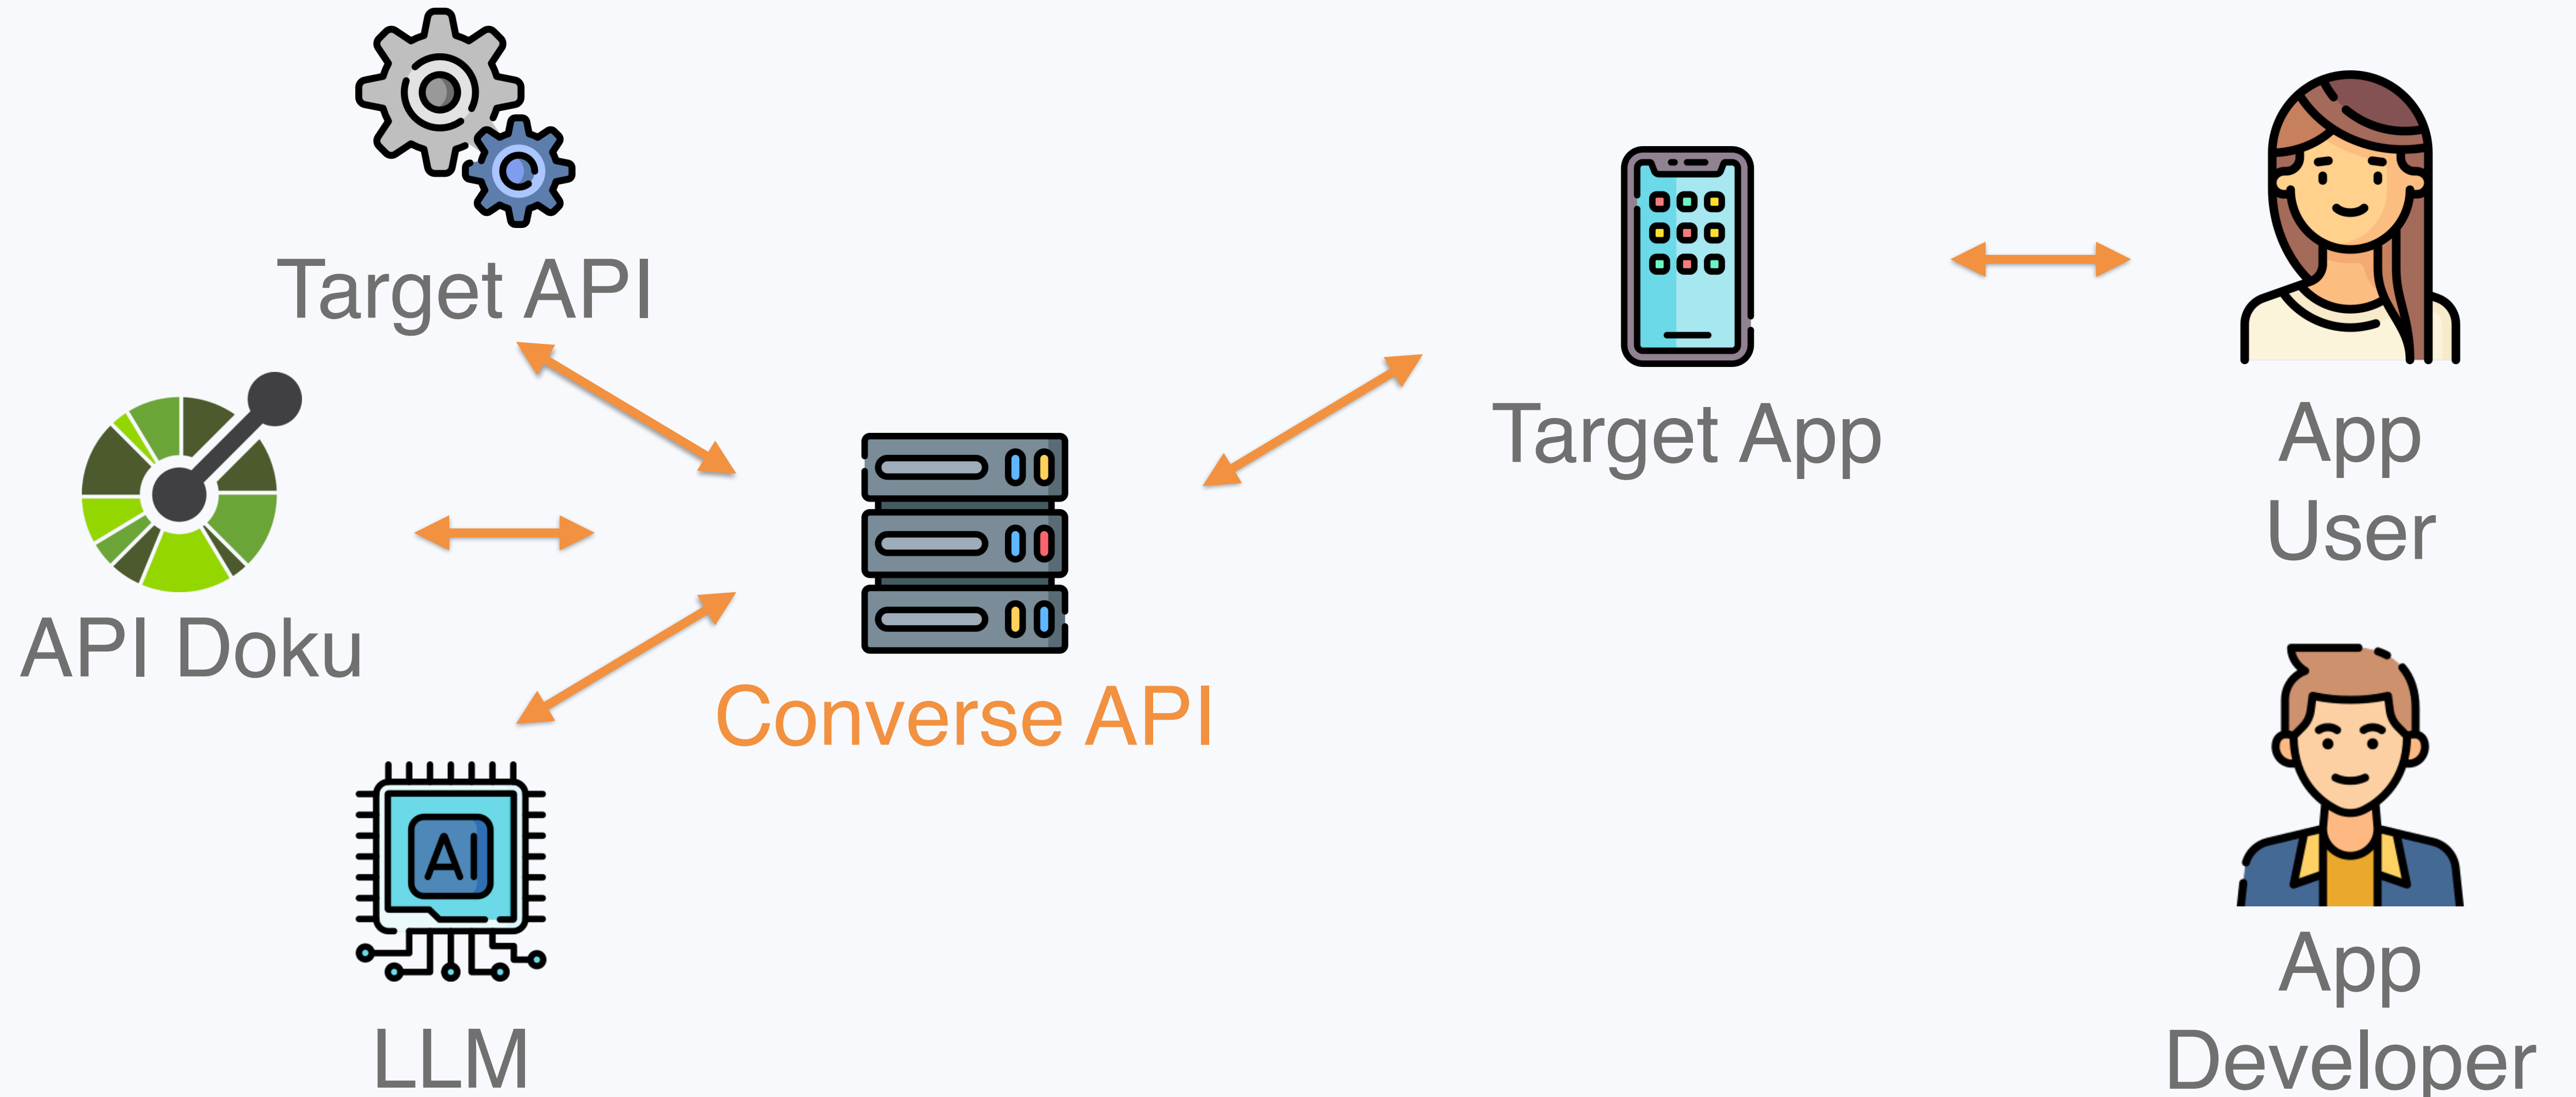 Target API
API Doku
AI
LLM
Converse API
Target App
App
User
App
Developer